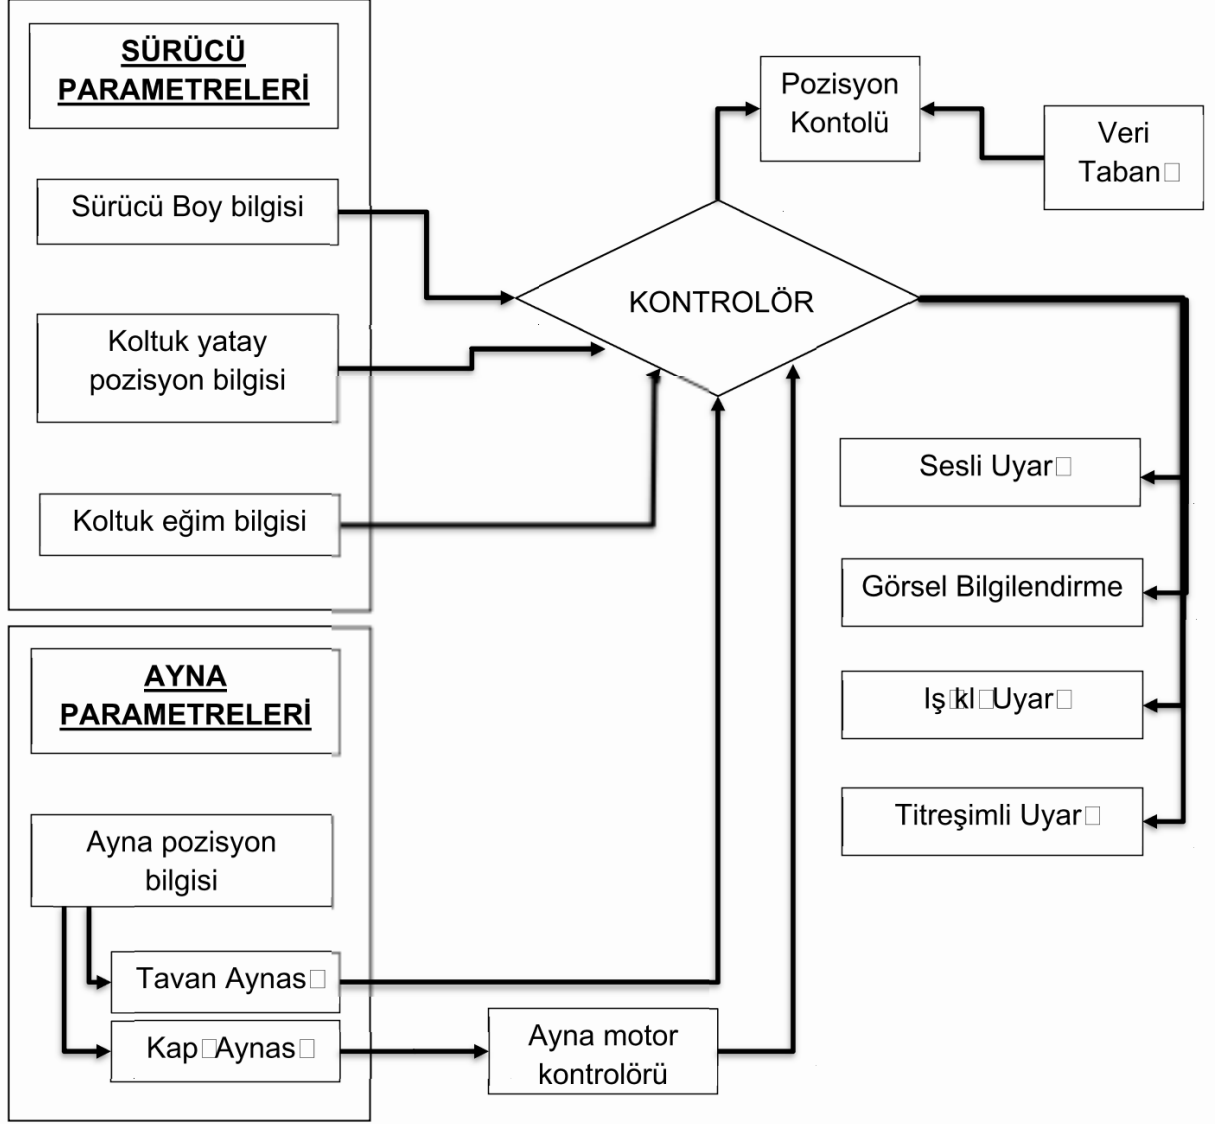 SÜRÜCÜ
PARAMETRELERİ
Sürücü Boy bilgisi
Koltuk yatay
pozisyon bilgisi
Koltuk eğim bilgisi
AYNA
PARAMETRELERİ
Ayna pozisyon
bilgisi
Tavan Aynas□
Kap□Aynas□
Ayna motor
kontrolörü
KONTROLÖR
Pozisyon
Kontolü
Veri
Taban□
Sesli Uyar□
Görsel Bilgilendirme
Iş□kl□Uyar□
Titreşimli Uyar□